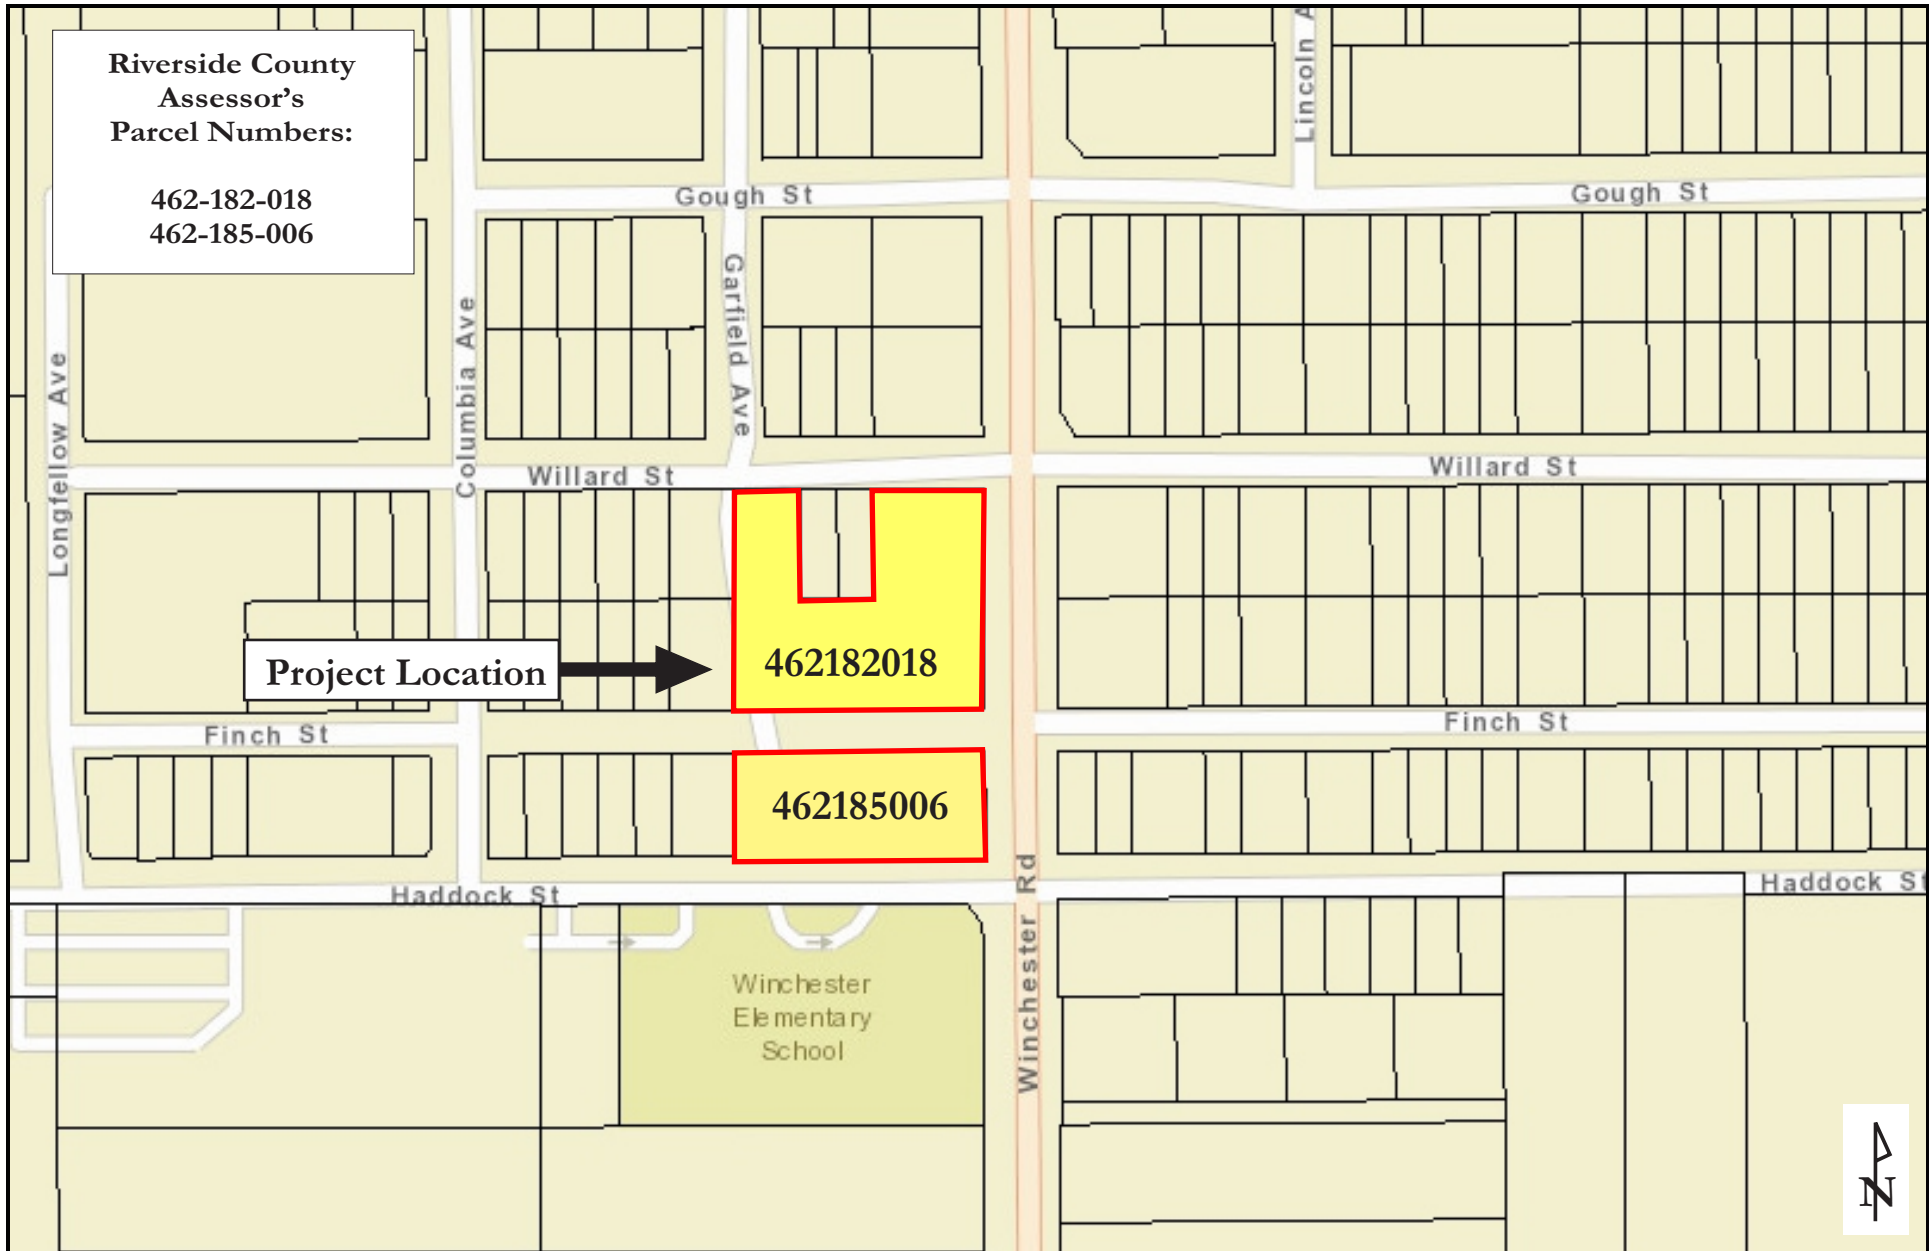 Riverside County
Assessor's
Parcel Numbers:
462-182-018
462-185-006
Lincoln A
Gough St
Gough St
Garfield Ave
Columbia Ave
Longfellow Ave
Willard St
Willard St
Project Location
462182018
Finch St
Finch St
462185006
Haddock St
Haddock St
Winchester Rd
Winchester
Elementary
School
N